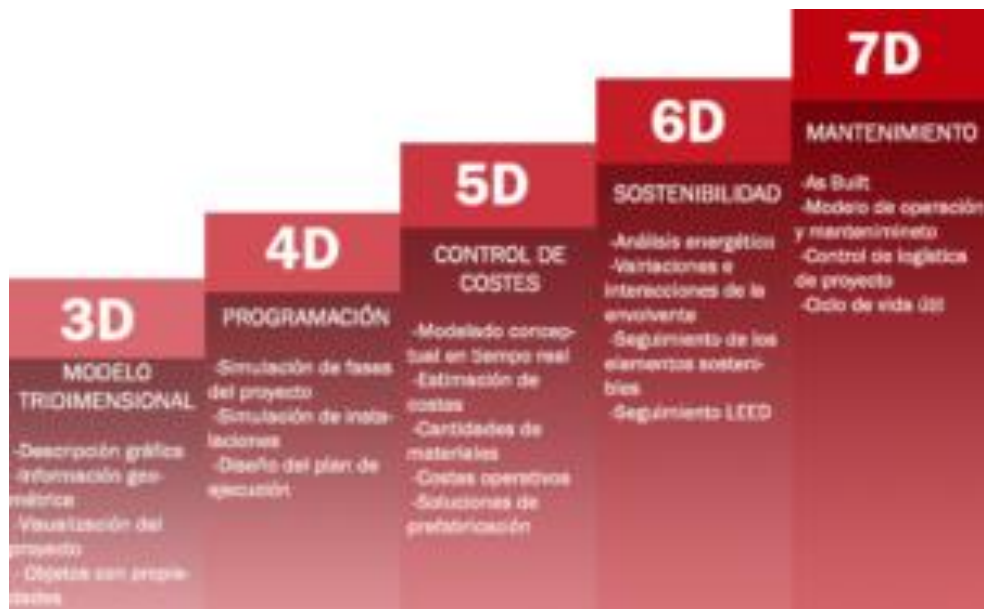 3D
MODELO
TRIDIMENSIONAL
-Descripción gráfica
-Información geo-
métrica
-Visualización del
proyecto
- Objetos con propie-
dades
4D
PROGRAMACIÓN
-Simulación de fases
del proyecto
-Simulación de insta-
laciones
-Diseño del plan de
ejecución
5D
CONTROL DE
COSTES
-Modelado concep-
tual en tiempo real
-Estimación de
costas
-Cantidades de
materiales
-Costas operativos
-Soluciones de
prefabricación
6D
SOSTENIBILIDAD
-Análisis energético
-Variaciones e
interacciones de la
envolvente
-Seguimiento de los
elementos sosteni-
bles
-Seguimiento LEED
7D
MANTENIMIENTO
-As Built
-Modelo de operación
y mantenimineto
-Control de logística
de proyecto
-Ciclo de vida útil